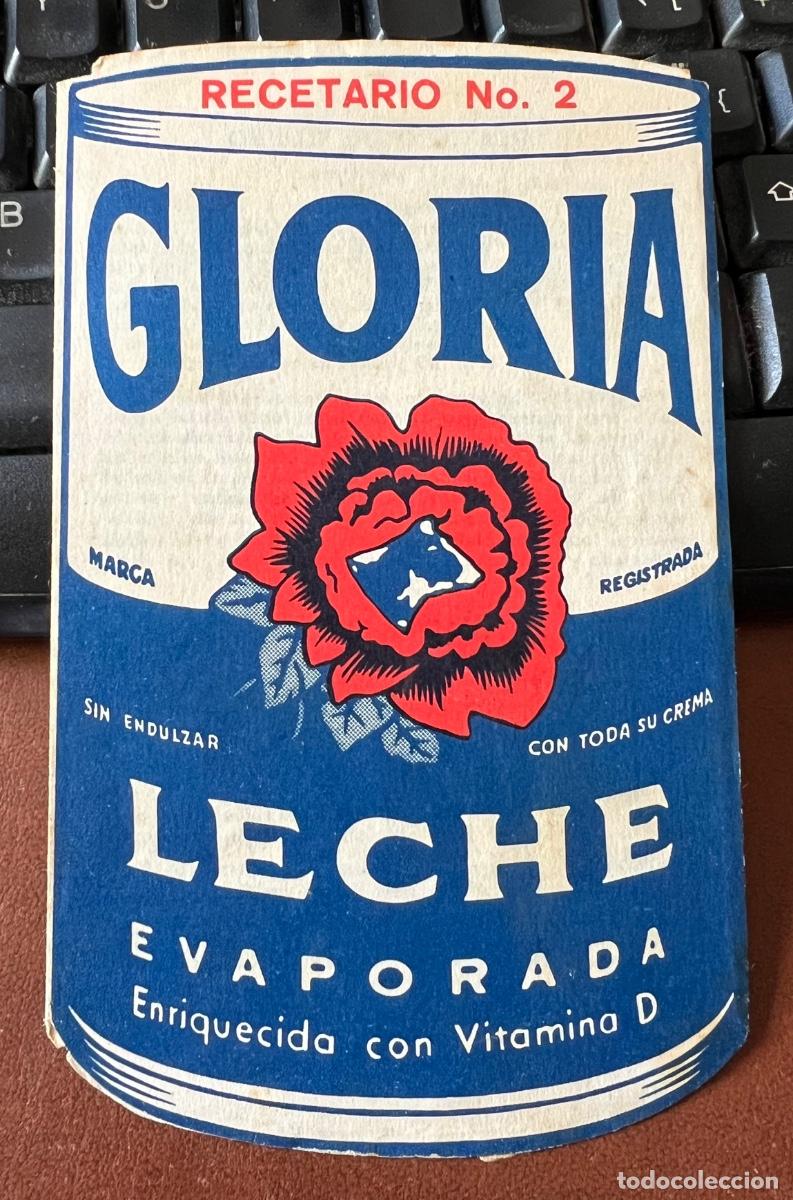 RECETARIO No. 2
GLORIA
MARCA
REGISTRADA
SIN ENDULZAR
CON TODA SU CREMA
LECHE
EVAPORADA
Enriquecida con Vitamina D
B
{
todocoleccion